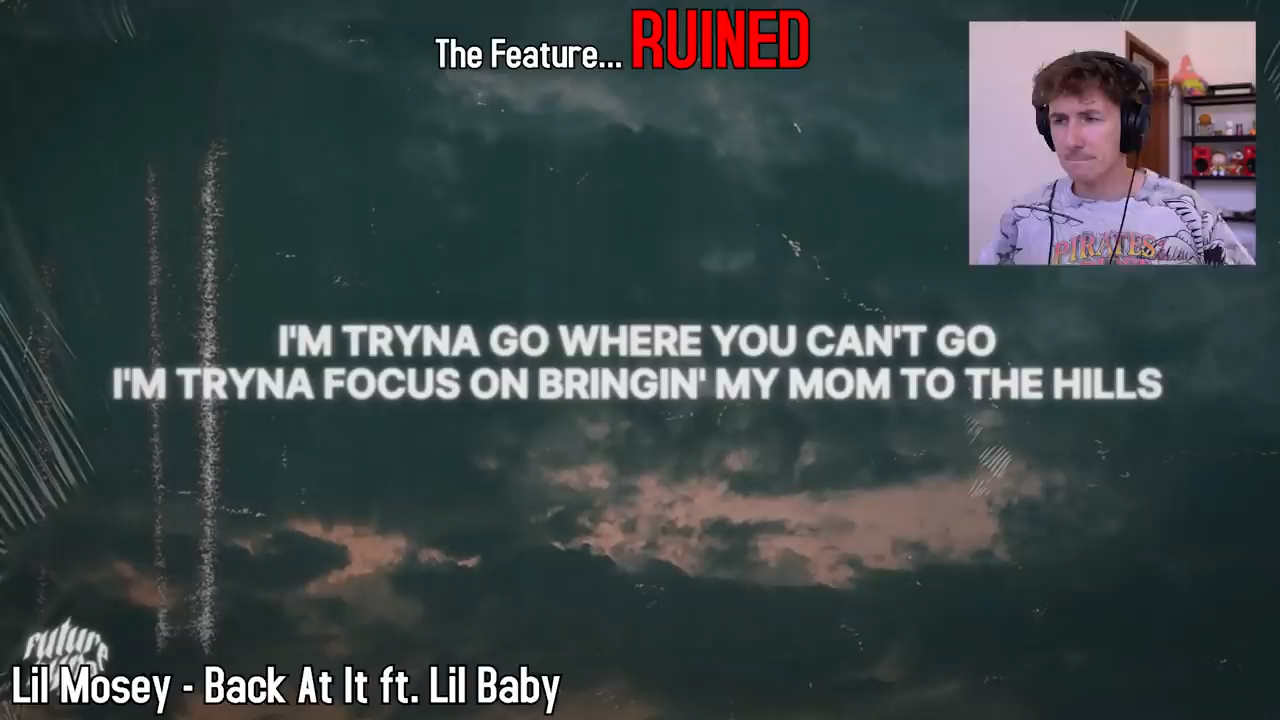 The Feature... RUINED
PIRATES
I'M TRYNA GO WHERE YOU CAN'T GO
I'M TRYNA FOCUS ON BRINGIN' MY MOM TO THE HILLS
future
Lil Mosey - Back At It ft. Lil Baby